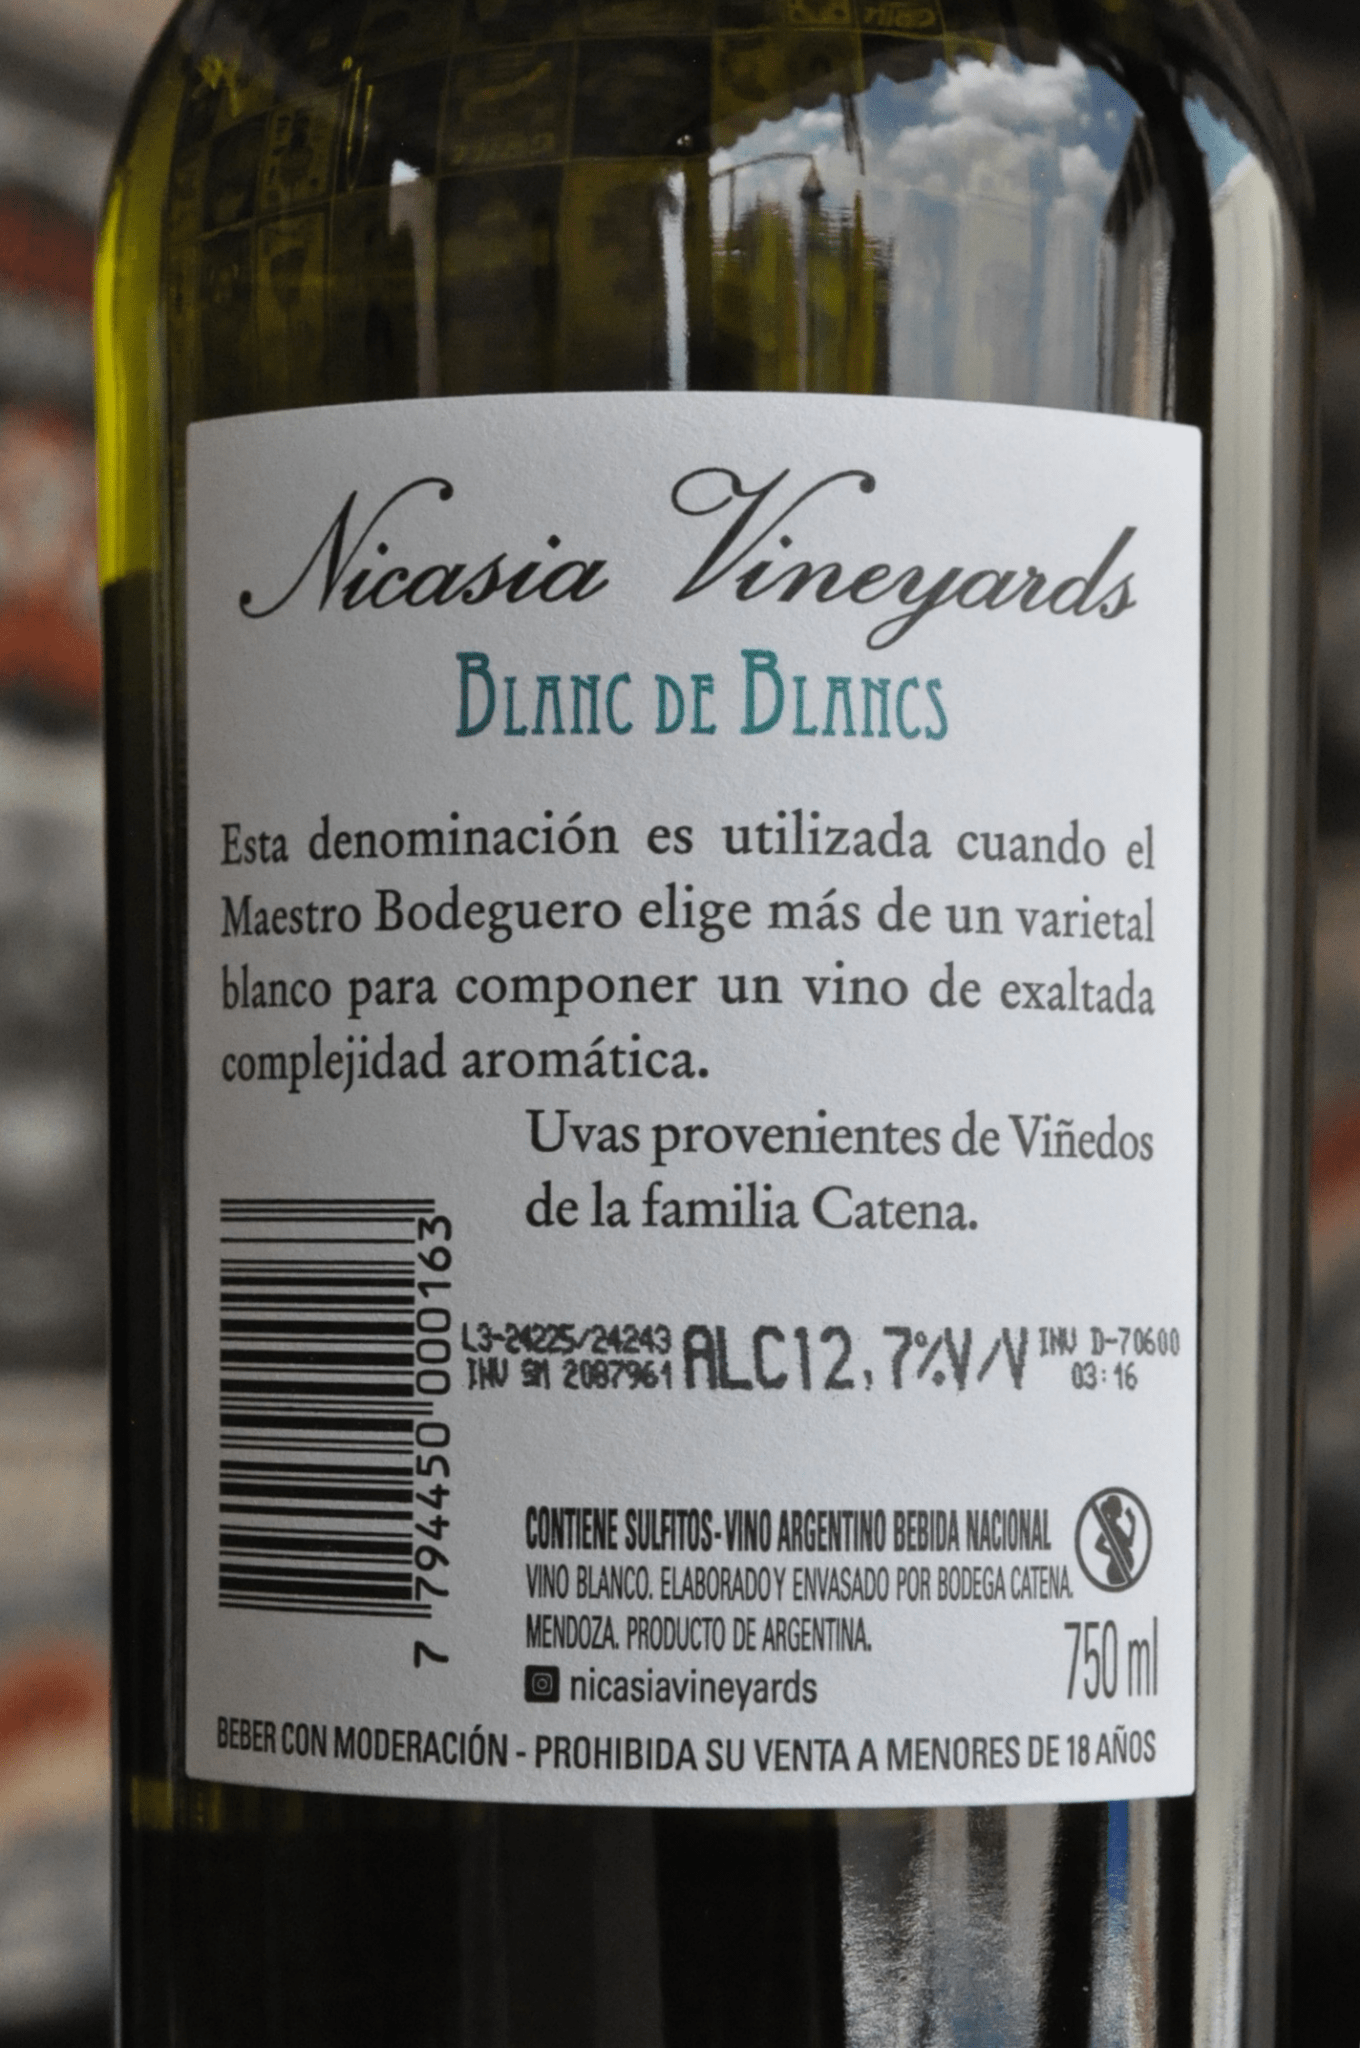 Nicasia Vineyards
BLANC DE BLANCS
Esta denominación es utilizada cuando el
Maestro Bodeguero elige más de un varietal
blanco para componer un vino de exaltada
complejidad aromática.
Uvas provenientes de Viñedos
de la familia Catena.
7 794450 000163
L3-24225/24243 ALC12,7%V/V INV D-70600
INV SM 2087961 03:16
CONTIENE SULFITOS-VINO ARGENTINO BEBIDA NACIONAL
VINO BLANCO. ELABORADO Y ENVASADO POR BODEGA CATENA.
MENDOZA. PRODUCTO DE ARGENTINA.
750 ml
nicasiavineyards
BEBER CON MODERACIÓN - PROHIBIDA SU VENTA A MENORES DE 18 AÑOS